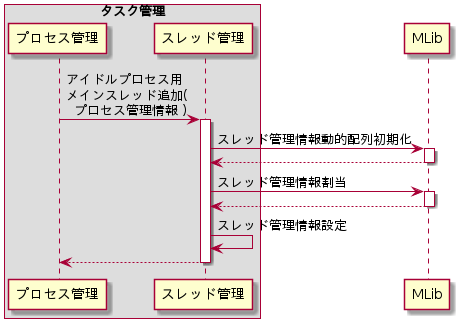 タスク管理
プロセス管理
スレッド管理
MLib
アイドルプロセス用
メインスレッド追加(
プロセス管理情報 )
スレッド管理情報動的配列初期化
スレッド管理情報割当
スレッド管理情報設定
プロセス管理
スレッド管理
MLib